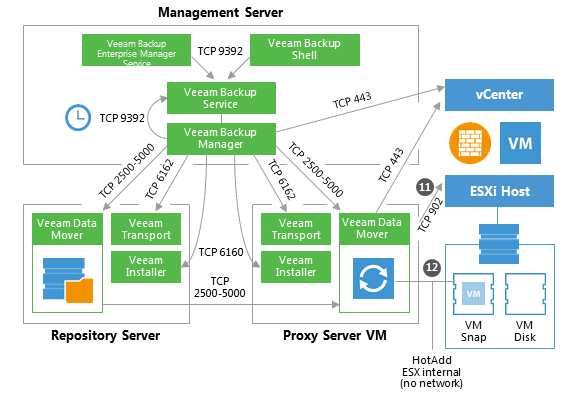 Management Server
Veeam Backup
Enterprise Manager
Service
TCP 9392
Veeam Backup
Shell
Veeam Backup
Service
TCP 9392
Veeam Backup
Manager
TCP 443
vCenter
VM
TCP 2500-5000
TCP 6162
TCP 6162
TCP 2500-5000
TCP 443
11
ESXi Host
TCP 902
Veeam Data
Mover
Veeam
Transport
Veeam
Installer
Veeam
Transport
Veeam
Installer
Veeam Data
Mover
TCP 6160
TCP
2500-5000
12
VM
VM
Snap
VM
Disk
Repository Server
Proxy Server VM
HotAdd
ESX internal
(no network)